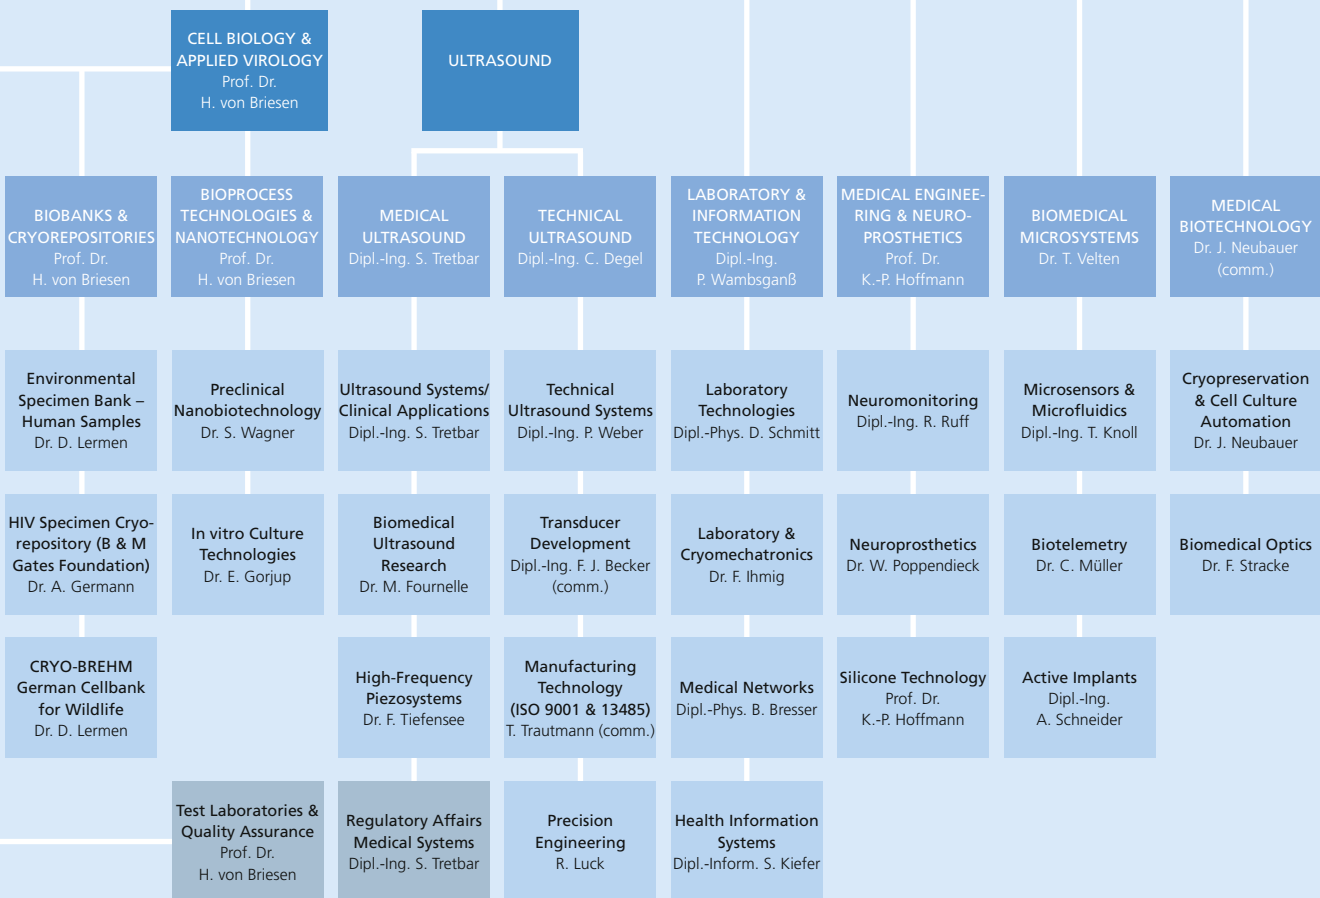 CELL BIOLOGY &
APPLIED VIROLOGY
Prof. Dr.
H. von Briesen
ULTRASOUND
BIOBANKS &
CRYOREPOSITORIES
Prof. Dr.
H. von Briesen
BIOPROCESS
TECHNOLOGIES &
NANOTECHNOLOGY
Prof. Dr.
H. von Briesen
MEDICAL
ULTRASOUND
Dipl.-Ing. S. Tretbar
TECHNICAL
ULTRASOUND
Dipl.-Ing. C. Degel
LABORATORY &
INFORMATION
TECHNOLOGY
Dipl.-Ing.
P. Wambsganß
MEDICAL ENGINEE-
RING & NEURO-
PROSTHETICS
Prof. Dr.
K.-P. Hoffmann
BIOMEDICAL
MICROSYSTEMS
Dr. T. Velten
MEDICAL
BIOTECHNOLOGY
Dr. J. Neubauer
(comm.)
Environmental
Specimen Bank –
Human Samples
Dr. D. Lermen
Preclinical
Nanobiotechnology
Dr. S. Wagner
Ultrasound Systems/
Clinical Applications
Dipl.-Ing. S. Tretbar
Technical
Ultrasound Systems
Dipl.-Ing. P. Weber
Laboratory
Technologies
Dipl.-Phys. D. Schmitt
Neuromonitoring
Dipl.-Ing. R. Ruff
Microsensors &
Microfluidics
Dipl.-Ing. T. Knoll
Cryopreservation
& Cell Culture
Automation
Dr. J. Neubauer
HIV Specimen Cryo-
repository (B & M
Gates Foundation)
Dr. A. Germann
In vitro Culture
Technologies
Dr. E. Gorjup
Biomedical
Ultrasound
Research
Dr. M. Fournelle
Transducer
Development
Dipl.-Ing. F. J. Becker
(comm.)
Laboratory &
Cryomechatronics
Dr. F. Ihmig
Neuroprosthetics
Dr. W. Poppendieck
Biotelemetry
Dr. C. Müller
Biomedical Optics
Dr. F. Stracke
CRYO-BREHM
German Cellbank
for Wildlife
Dr. D. Lermen
High-Frequency
Piezosystems
Dr. F. Tiefensee
Manufacturing
Technology
(ISO 9001 & 13485)
T. Trautmann (comm.)
Medical Networks
Dipl.-Phys. B. Bresser
Silicone Technology
Prof. Dr.
K.-P. Hoffmann
Active Implants
Dipl.-Ing.
A. Schneider
Test Laboratories &
Quality Assurance
Prof. Dr.
H. von Briesen
Regulatory Affairs
Medical Systems
Dipl.-Ing. S. Tretbar
Precision
Engineering
R. Luck
Health Information
Systems
Dipl.-Inform. S. Kiefer